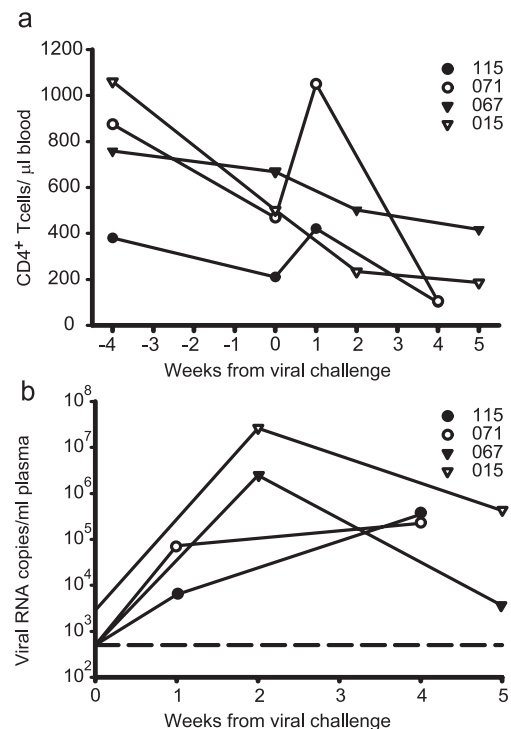 a
1200
1000
800
600
400
200
0
CD4+ Tcells/ µl blood
-4 -3 -2 -1 0 1 2 3 4 5
Weeks from viral challenge
115
071
067
015
b
10^8
10^7
10^6
10^5
10^4
10^3
10^2
Viral RNA copies/ml plasma
0 1 2 3 4 5
Weeks from viral challenge
115
071
067
015